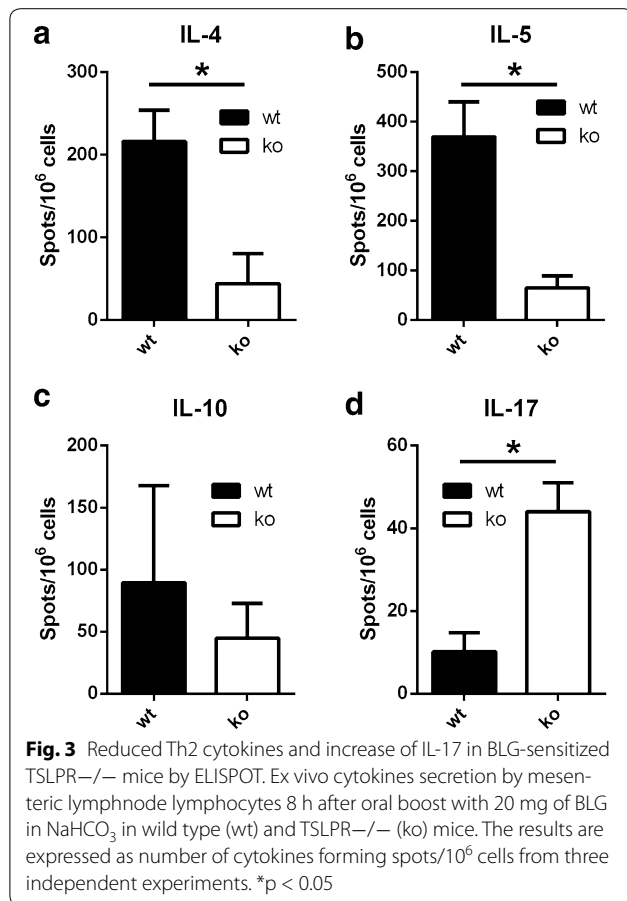 a IL-4
300
200
100
0
Spots/10⁶ cells
*
wt
ko
wt ko
b IL-5
500
400
300
200
100
0
Spots/10⁶ cells
*
wt
ko
wt ko
c IL-10
200
150
100
50
0
Spots/10⁶ cells
wt
ko
wt ko
d IL-17
60
40
20
0
Spots/10⁶ cells
*
wt
ko
wt ko
Fig. 3 Reduced Th2 cytokines and increase of IL-17 in BLG-sensitized
TSLPR−/− mice by ELISPOT. Ex vivo cytokines secretion by mesen-
teric lymphnode lymphocytes 8 h after oral boost with 20 mg of BLG
in NaHCO₃ in wild type (wt) and TSLPR−/− (ko) mice. The results are
expressed as number of cytokines forming spots/10⁶ cells from three
independent experiments. *p < 0.05